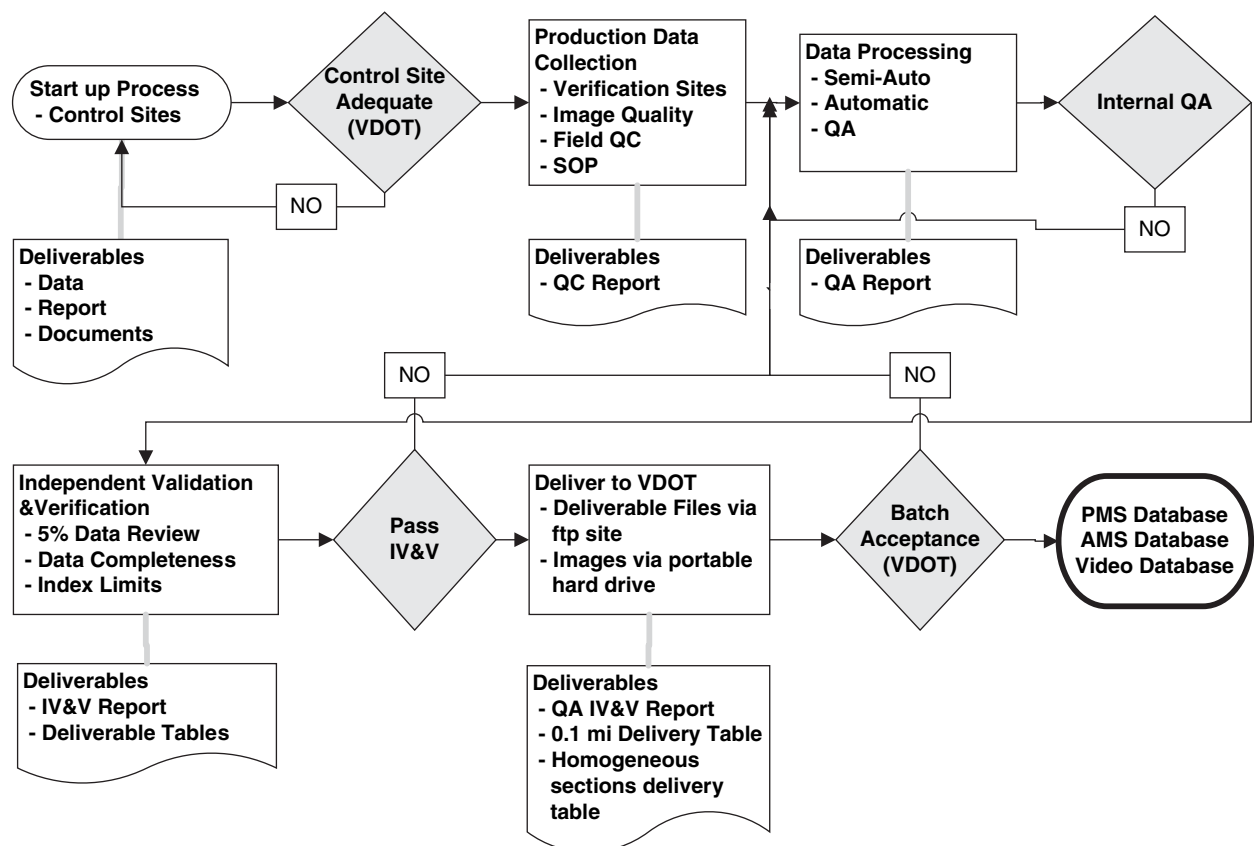 Start up Process
- Control Sites
Control Site
Adequate
(VDOT)
Production Data
Collection
- Verification Sites
- Image Quality
- Field QC
- SOP
Data Processing
- Semi-Auto
- Automatic
- QA
Internal QA
NO
NO
Deliverables
- Data
- Report
- Documents
Deliverables
- QC Report
Deliverables
- QA Report
NO
NO
Independent Validation
&Verification
- 5% Data Review
- Data Completeness
- Index Limits
Pass
IV&V
Deliver to VDOT
- Deliverable Files via
ftp site
- Images via portable
hard drive
Batch
Acceptance
(VDOT)
PMS Database
AMS Database
Video Database
Deliverables
- IV&V Report
- Deliverable Tables
Deliverables
- QA IV&V Report
- 0.1 mi Delivery Table
- Homogeneous
sections delivery
table